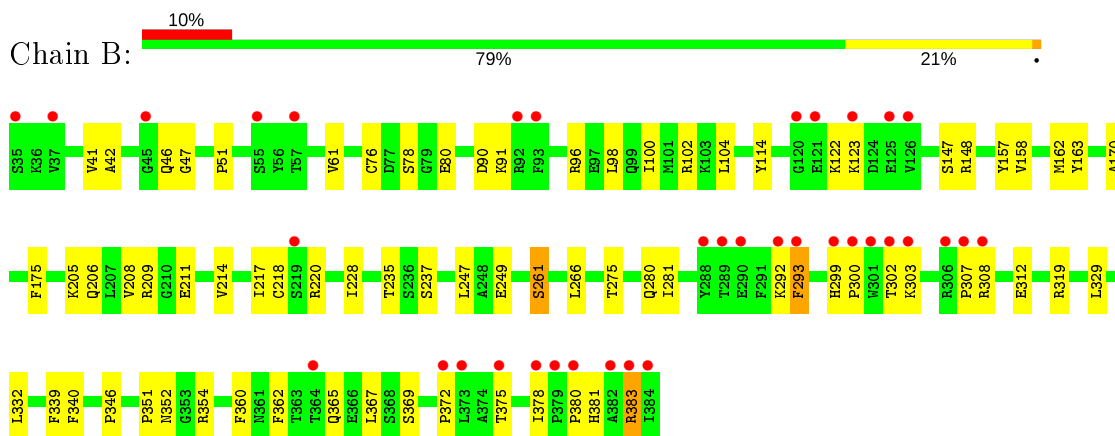 10%
Chain B:
79% 21% •
S35 K36 V37 V41 A42 G45 Q46 G47 P51 S55 Y56 T57 V61 C76 D77 S78 G79 E80 D90 K91 R92 F93 R96 E97 L98 Q99 I100 M101 R102 K103 L104 Y114 G120 E121 K122 K123 D124 E125 V126 S147 R148 Y157 V158 M162 Y163
F175 K205 Q206 L207 V208 R209 G210 E211 V214 I217 C218 S219 R220 I228 T235 S236 S237 L247 A248 E249 S261 L266 T275 Q280 I281 Y288 T289 E290 F291 K292 F293 H299 P300 W301 T302 K303 R306 P307 R308 E312 R319 L329
L332 F339 F340 P346 P351 N352 G353 R354 F360 N361 F362 T363 T364 Q365 E366 L367 S368 S369 P372 L373 A374 T375 I378 P379 P380 H381 A382 R383 I384